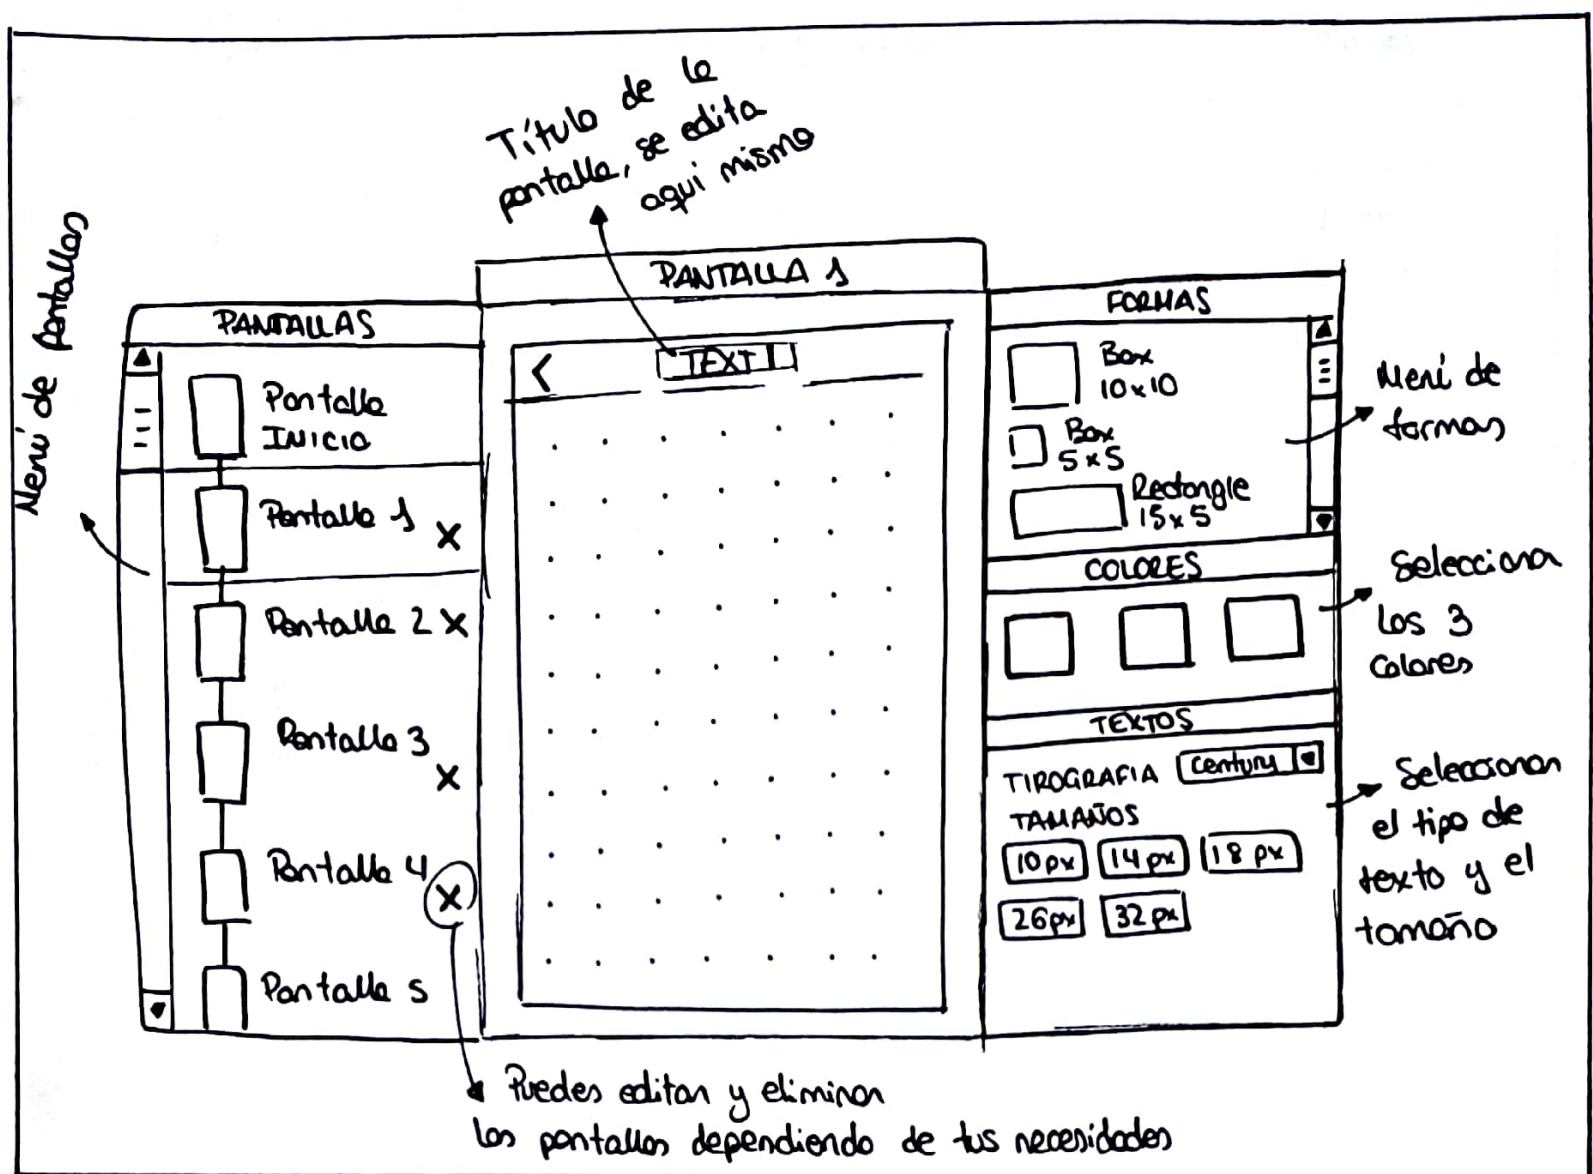 Título de la
pantalla, se edita
aqui mismo
Menú de pantallas
PANTALLAS
Pantalla
INICIO
Pantalla 1 X
Pantalla 2 X
Pantalla 3
X
Pantalla 4
X
Pantalla 5
PANTALLA 1
< TEXT
FORMAS
Box
10x10
Box
5x5
Rectangle
15x5
Menú de
formas
COLORES
Selecciona
los 3
colores
TEXTOS
TIPOGRAFIA Century
TAMAÑOS
10px 14px 18 px
26px 32px
Seleccionan
el tipo de
texto y el
tamaño
Puedes editar y eliminar
las pantallas dependiendo de tus necesidades